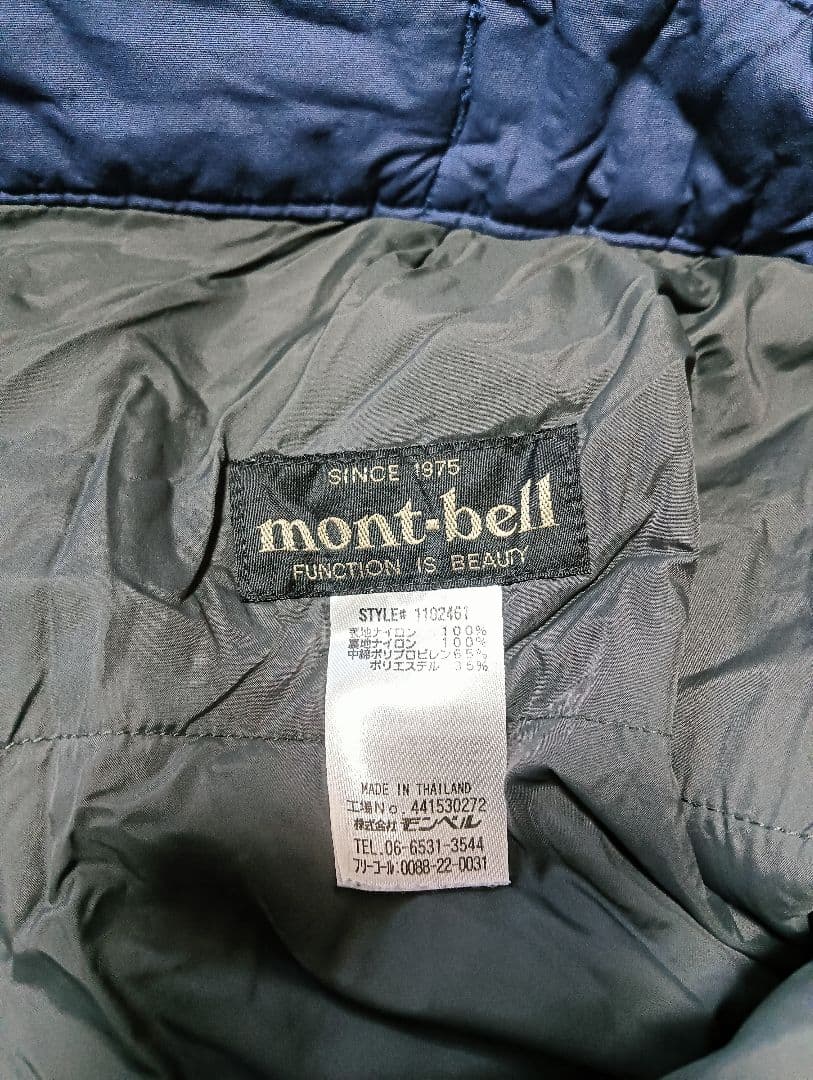 SINCE 1975
mont-bell
FUNCTION IS BEAUTY
STYLE# 1102461
表地ナイロン 100%
裏地ナイロン 100%
中綿ポリプロピレン65%
ポリエステル 35%
MADE IN THAILAND
工場No. 441530272
株式会社モンベル
TEL.06-6531-3544
フリーコール:0088-22-0031